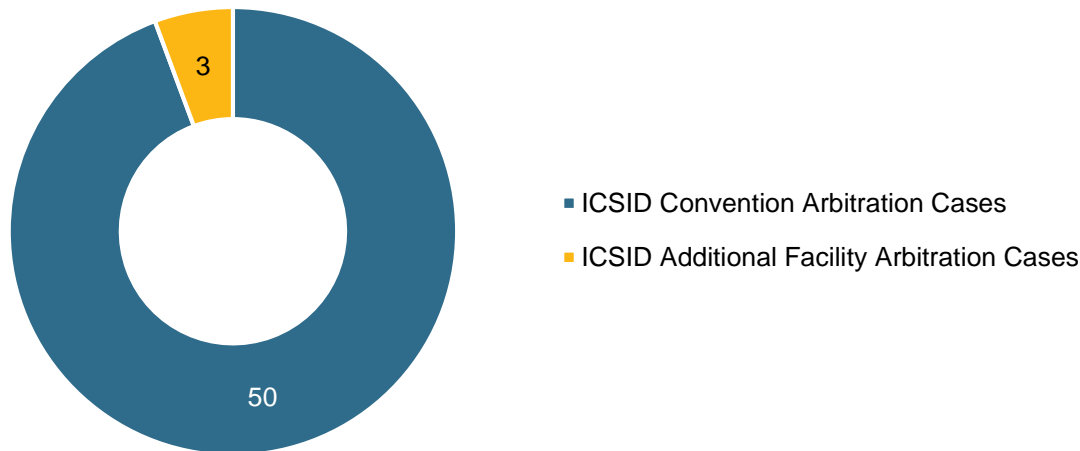 3
50
ICSID Convention Arbitration Cases
ICSID Additional Facility Arbitration Cases